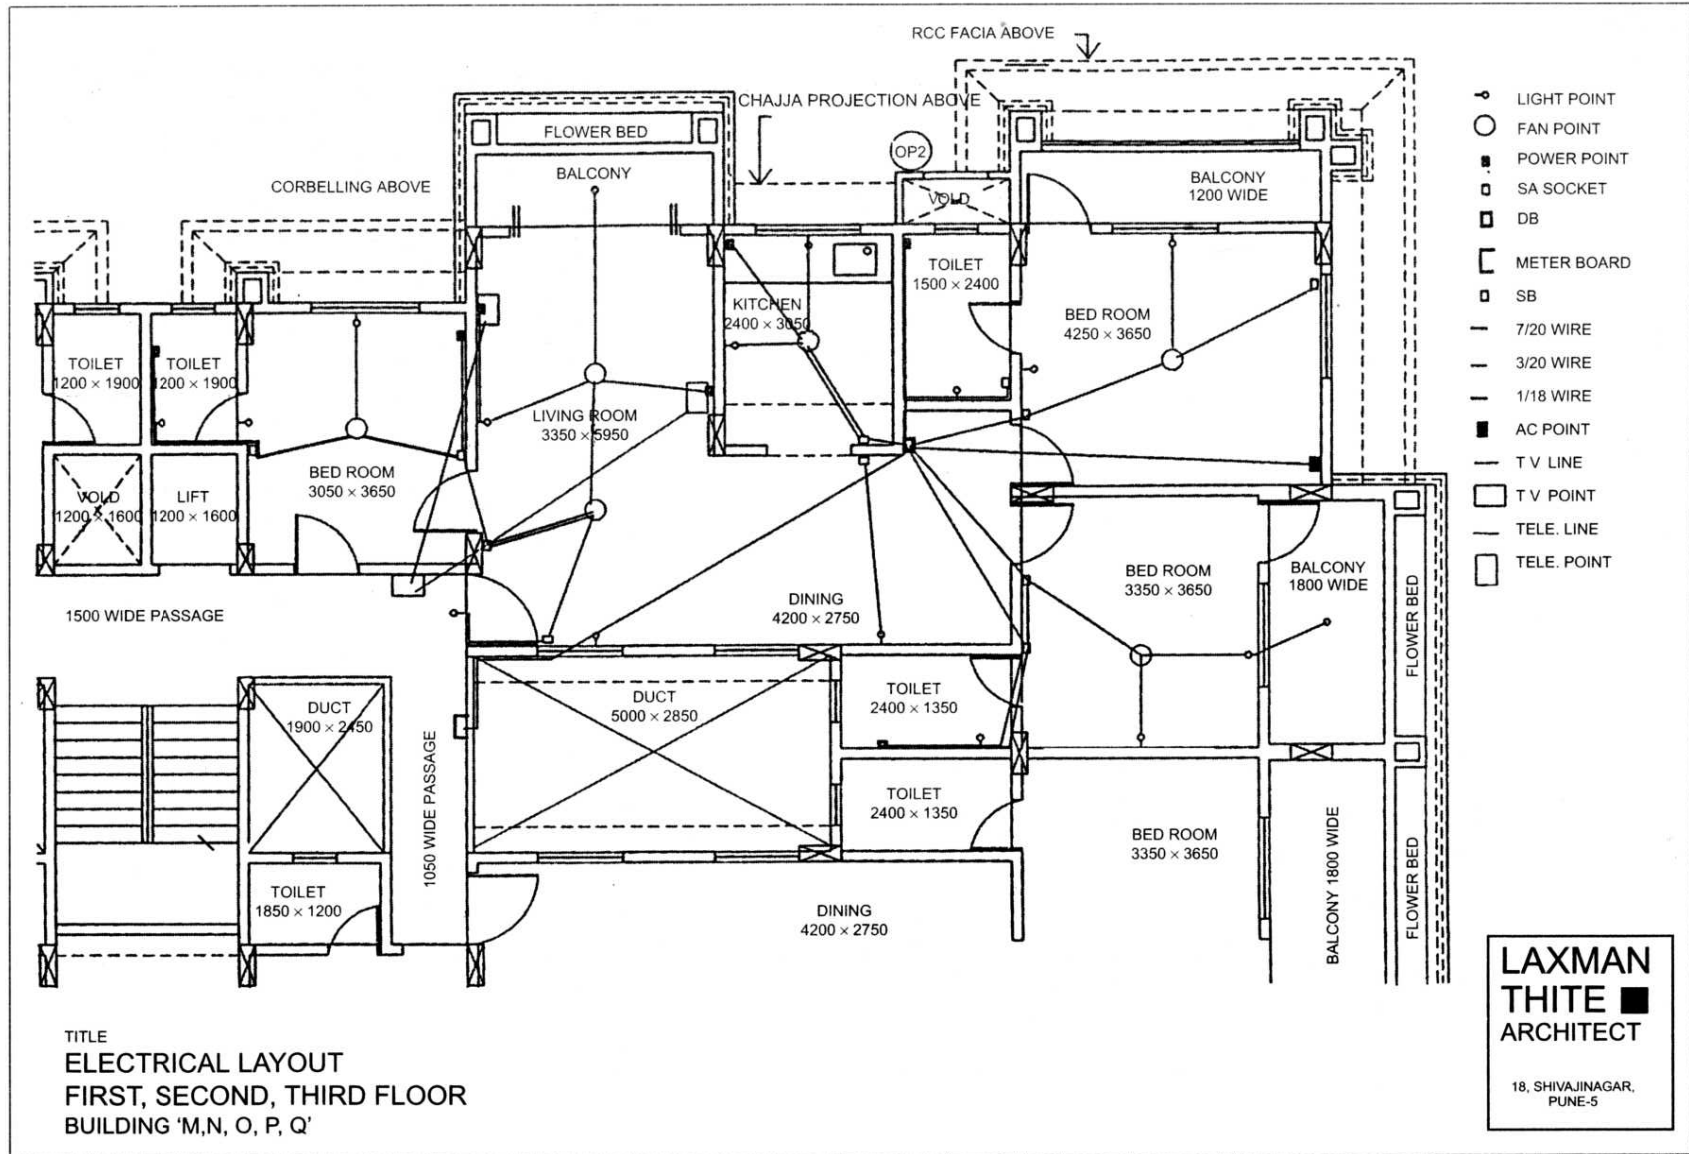 RCC FACIA ABOVE
CHAJJA PROJECTION ABOVE
FLOWER BED
OP2
BALCONY
CORBELLING ABOVE
VOLD
BALCONY
1200 WIDE
TOILET
1500 × 2400
KITCHEN
2400 × 3050
BED ROOM
4250 × 3650
TOILET
1200 × 1900
TOILET
1200 × 1900
LIVING ROOM
3350 × 5950
BED ROOM
3050 × 3650
VOLD
1200 × 1600
LIFT
1200 × 1600
1500 WIDE PASSAGE
DINING
4200 × 2750
BED ROOM
3350 × 3650
BALCONY
1800 WIDE
FLOWER BED
DUCT
1900 × 2450
DUCT
5000 × 2850
TOILET
2400 × 1350
1050 WIDE PASSAGE
TOILET
2400 × 1350
BED ROOM
3350 × 3650
BALCONY 1800 WIDE
FLOWER BED
TOILET
1850 × 1200
DINING
4200 × 2750
LIGHT POINT
FAN POINT
POWER POINT
SA SOCKET
DB
METER BOARD
SB
7/20 WIRE
3/20 WIRE
1/18 WIRE
AC POINT
T V LINE
T V POINT
TELE. LINE
TELE. POINT
TITLE
ELECTRICAL LAYOUT
FIRST, SECOND, THIRD FLOOR
BUILDING ‘M,N, O, P, Q’
LAXMAN
THITE
ARCHITECT
18, SHIVAJINAGAR,
PUNE-5